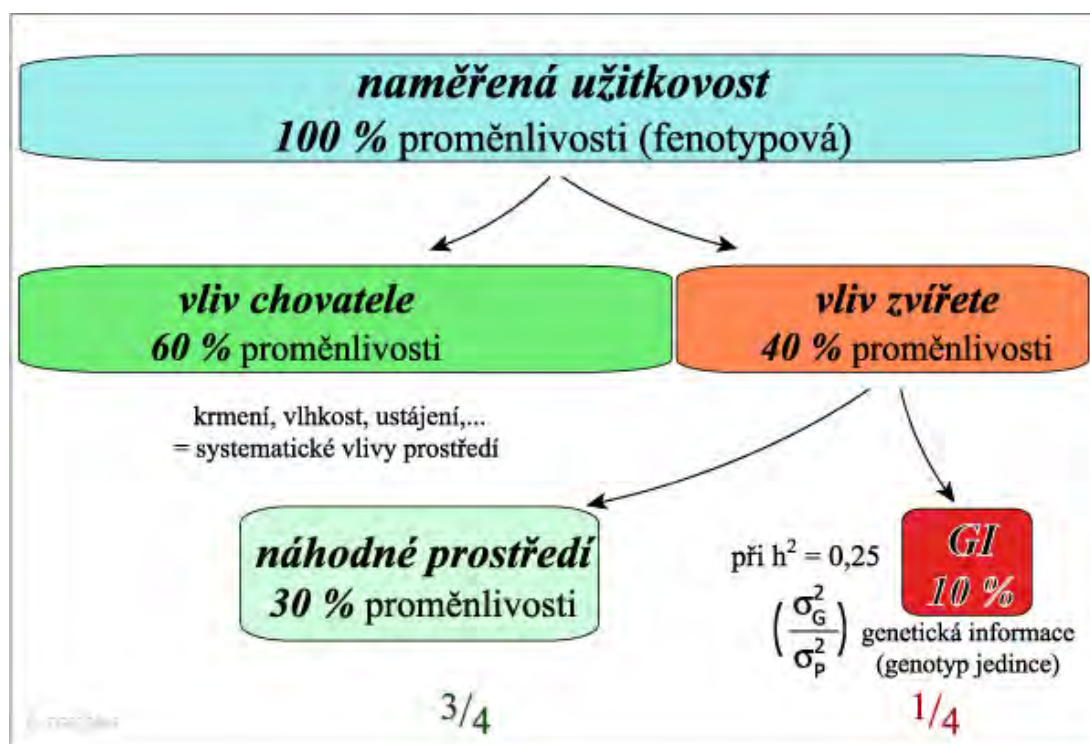 naměřená užitkovost
100 % proměnlivosti (fenotypová)
vliv chovatele
60 % proměnlivosti
vliv zvířete
40 % proměnlivosti
krmení, vlhkost, ustájení,...
= systematické vlivy prostředí
náhodné prostředí
30 % proměnlivosti
při h² = 0,25
(σ²G / σ²P)
GI
10 %
genetická informace
(genotyp jedince)
3/4
1/4